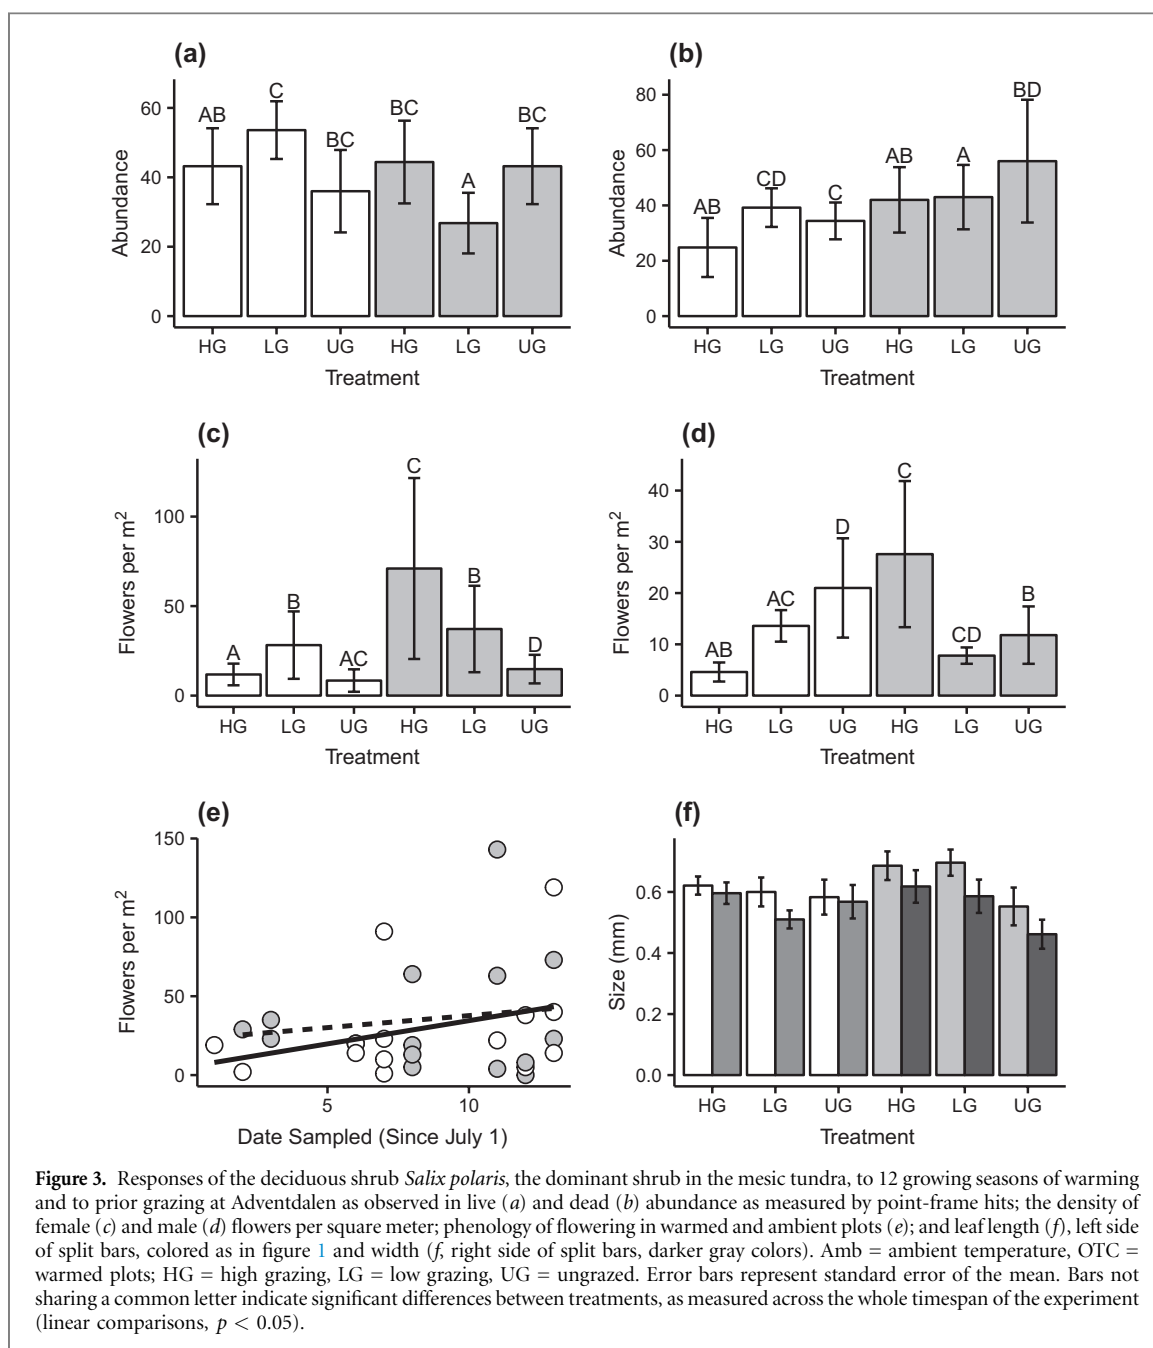 (a)
60
40
20
0
Abundance
AB
C
BC
BC
A
BC
HG LG UG HG LG UG
Treatment
(b)
80
60
40
20
0
Abundance
AB
CD
C
AB
A
BD
HG LG UG HG LG UG
Treatment
(c)
100
50
0
Flowers per m²
A
B
AC
C
B
D
HG LG UG HG LG UG
Treatment
(d)
40
30
20
10
0
Flowers per m²
AB
AC
D
C
CD
B
HG LG UG HG LG UG
Treatment
(e)
150
100
50
0
Flowers per m²
5 10
Date Sampled (Since July 1)
(f)
0.6
0.4
0.2
0.0
Size (mm)
HG LG UG HG LG UG
Treatment
Figure 3. Responses of the deciduous shrub Salix polaris, the dominant shrub in the mesic tundra, to 12 growing seasons of warming
and to prior grazing at Adventdalen as observed in live (a) and dead (b) abundance as measured by point-frame hits; the density of
female (c) and male (d) flowers per square meter; phenology of flowering in warmed and ambient plots (e); and leaf length (f), left side
of split bars, colored as in figure 1 and width (f, right side of split bars, darker gray colors). Amb = ambient temperature, OTC =
warmed plots; HG = high grazing, LG = low grazing, UG = ungrazed. Error bars represent standard error of the mean. Bars not
sharing a common letter indicate significant differences between treatments, as measured across the whole timespan of the experiment
(linear comparisons, p < 0.05).